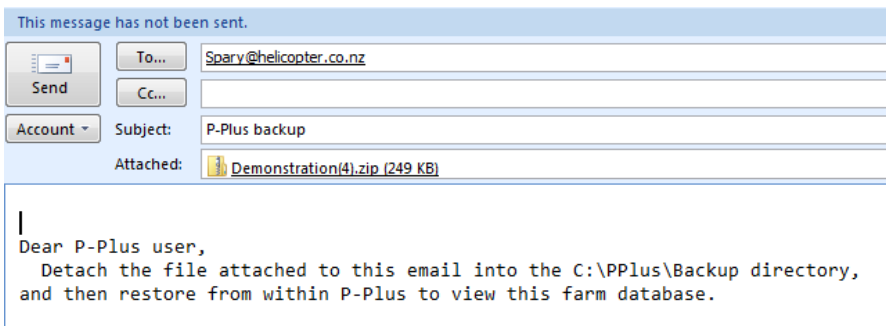 This message has not been sent.
Send
To...
Spary@helicopter.co.nz
Cc...
Account
Subject:
P-Plus backup
Attached:
Demonstration(4).zip (249 KB)
Dear P-Plus user,
Detach the file attached to this email into the C:\PPlus\Backup directory,
and then restore from within P-Plus to view this farm database.